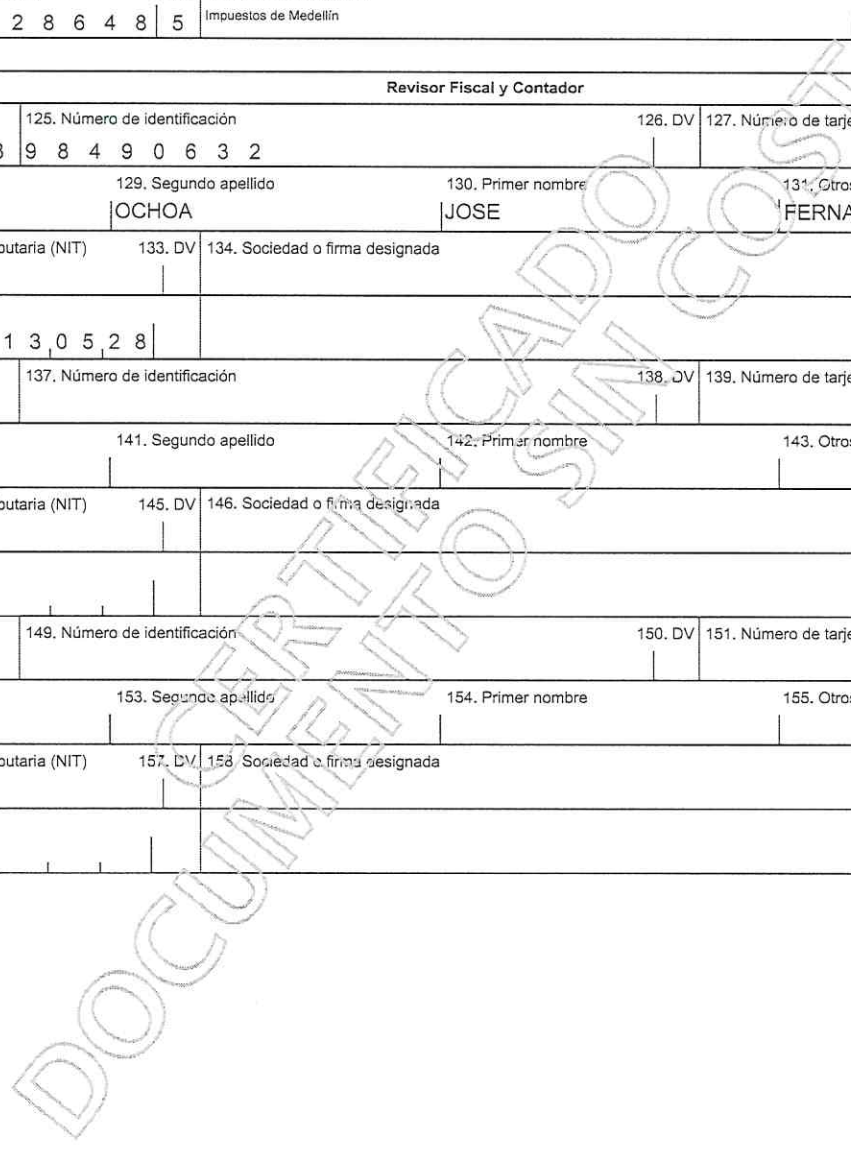 2 8 6 4 8 5 Impuestos de Medellín
Revisor Fiscal y Contador
125. Número de identificación 126. DV 127. Número de tarje
9 8 4 9 0 6 3 2
129. Segundo apellido 130. Primer nombre 131. Otros
OCHOA JOSE FERNA
butaria (NIT) 133. DV 134. Sociedad o firma designada
1 3 0 5 2 8
137. Número de identificación 138. DV 139. Número de tarje
141. Segundo apellido 142. Primer nombre 143. Otros
butaria (NIT) 145. DV 146. Sociedad o firma designada
149. Número de identificación 150. DV 151. Número de tarje
153. Segundo apellido 154. Primer nombre 155. Otros
butaria (NIT) 157. DV 158. Sociedad o firma designada
CERTIFICADO
DOCUMENTO SIN COST